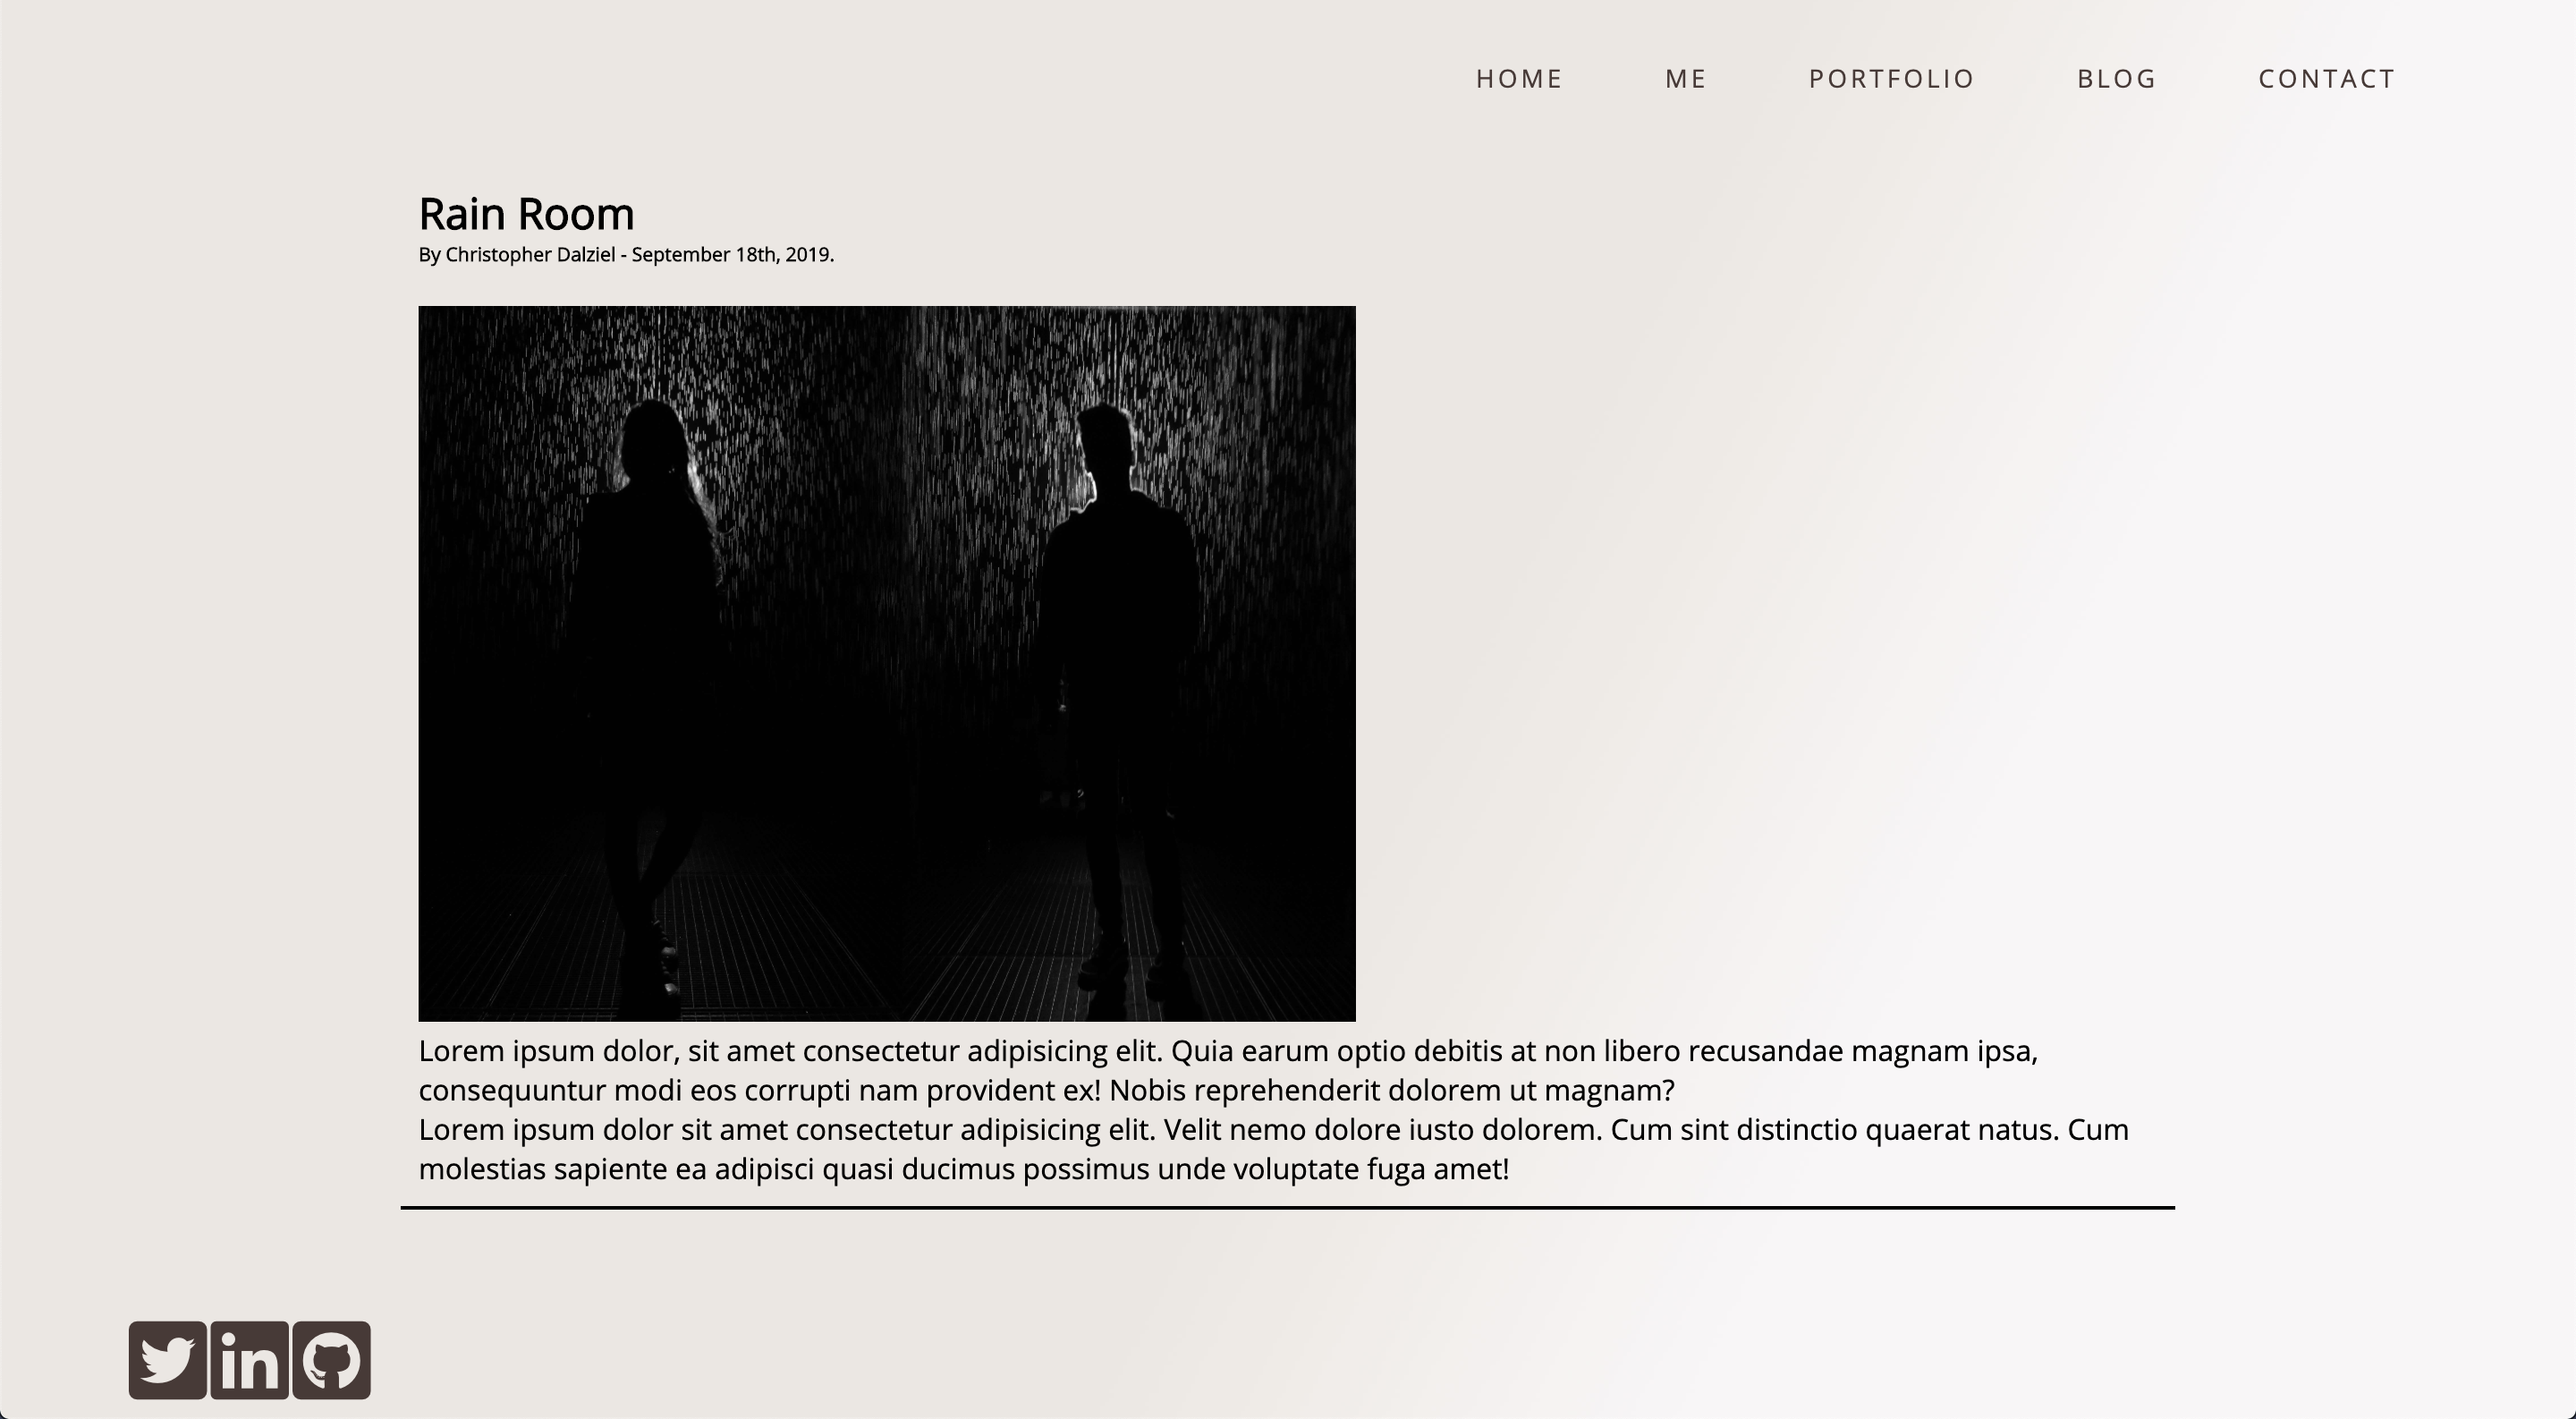 HOME ME PORTFOLIO BLOG CONTACT
Rain Room
By Christopher Dalziel - September 18th, 2019.
Lorem ipsum dolor, sit amet consectetur adipisicing elit. Quia earum optio debitis at non libero recusandae magnam ipsa,
consequuntur modi eos corrupti nam provident ex! Nobis reprehenderit dolorem ut magnam?
Lorem ipsum dolor sit amet consectetur adipisicing elit. Velit nemo dolore iusto dolorem. Cum sint distinctio quaerat natus. Cum
molestias sapiente ea adipisci quasi ducimus possimus unde voluptate fuga amet!
in